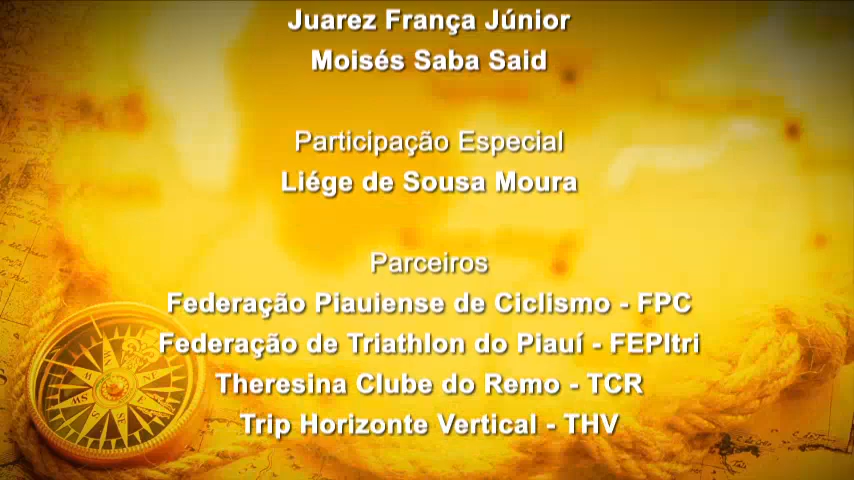 Juarez França Júnior
Moisés Saba Said
Participação Especial
Liége de Sousa Moura
Parceiros
Federação Piauiense de Ciclismo - FPC
Federação de Triathlon do Piauí - FEPItri
Theresina Clube do Remo - TCR
Trip Horizonte Vertical - THV